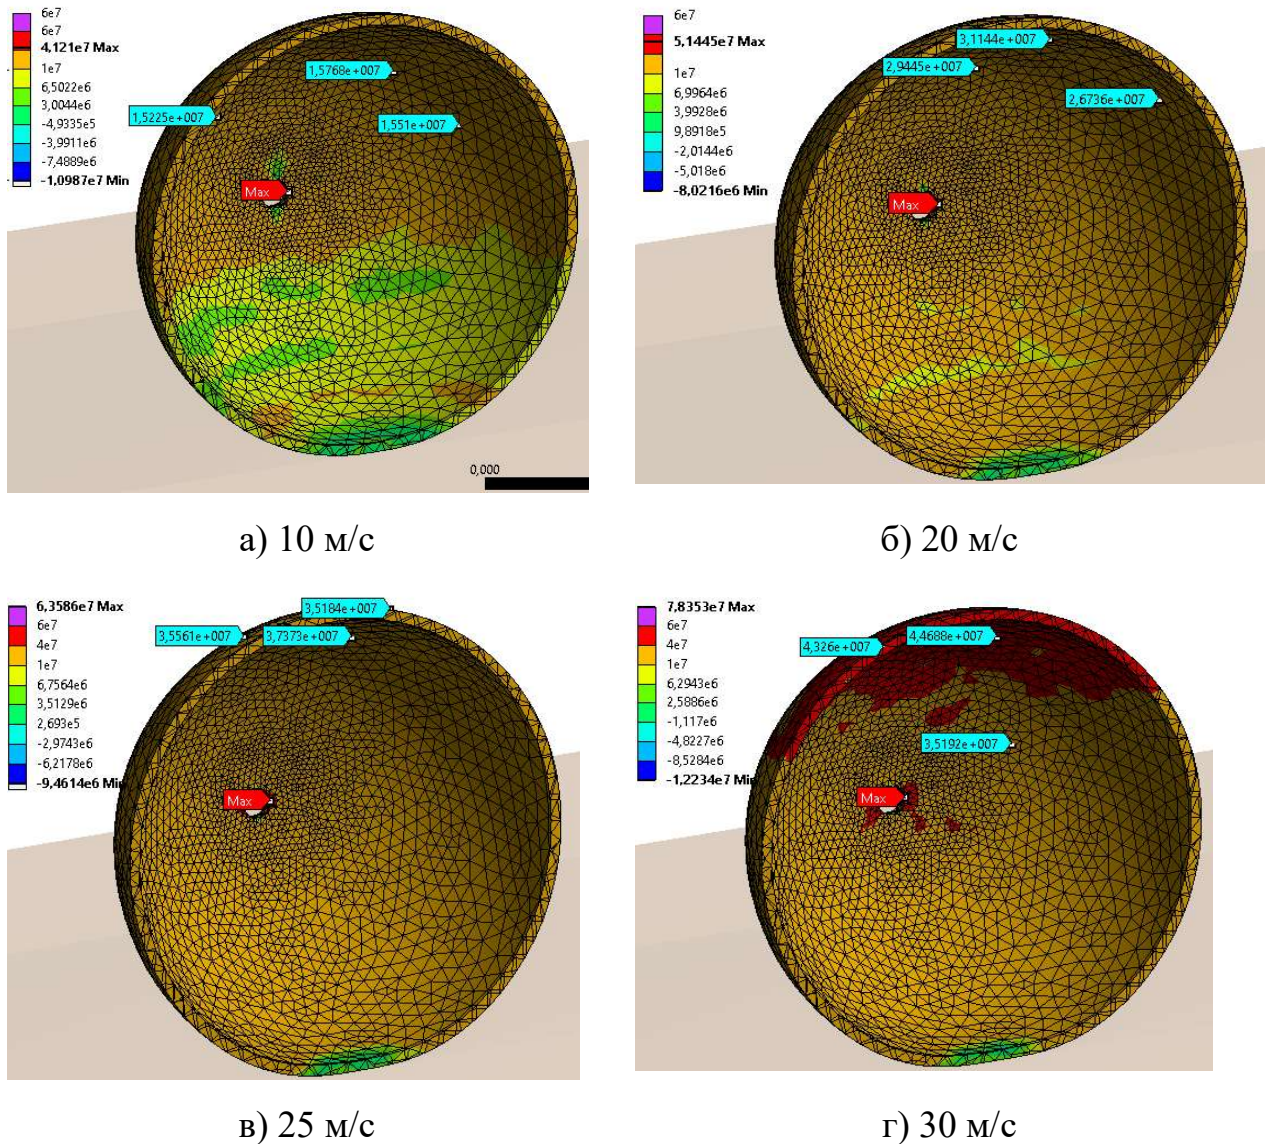 6e7
6e7
4,121e7 Max
1e7
6,5022e6
3,0044e6
-4,9335e5
-3,9911e6
-7,4889e6
-1,0987e7 Min
1,5768e+007
1,5225e+007
1,551e+007
Max
0,000
6e7
5,1445e7 Max
1e7
6,9964e6
3,9928e6
9,8918e5
-2,0144e6
-5,018e6
-8,0216e6 Min
3,1144e+007
2,9445e+007
2,6736e+007
Max
а) 10 м/с
б) 20 м/с
6,3586e7 Max
6e7
4e7
1e7
6,7564e6
3,5129e6
2,693e5
-2,9743e6
-6,2178e6
-9,4614e6 Min
3,5184e+007
3,5561e+007
3,7373e+007
Max
7,8353e7 Max
6e7
4e7
1e7
6,2943e6
2,5886e6
-1,117e6
-4,8227e6
-8,5284e6
-1,2234e7 Min
4,326e+007
4,4688e+007
3,5192e+007
Max
в) 25 м/с
г) 30 м/с